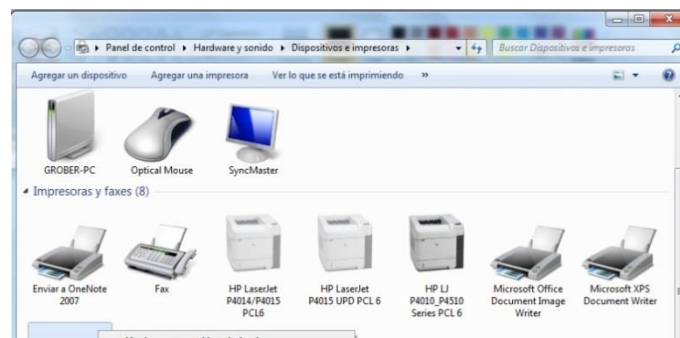 Panel de control ▸ Hardware y sonido ▸ Dispositivos e impresoras ▸
Buscar Dispositivos e impresoras
Agregar un dispositivo Agregar una impresora Ver lo que se está imprimiendo »
GROBER-PC Optical Mouse SyncMaster
Impresoras y faxes (8)
Enviar a OneNote Fax HP LaserJet HP LaserJet HP LJ Microsoft Office Microsoft XPS
2007 P4014/P4015 P4015 UPD PCL 6 P4010_P4510 Document Image Document Writer
PCL6 Series PCL 6 Writer